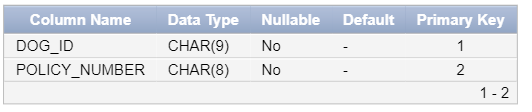 Column Name Data Type Nullable Default Primary Key
DOG_ID CHAR(9) No - 1
POLICY_NUMBER CHAR(8) No - 2
1 - 2